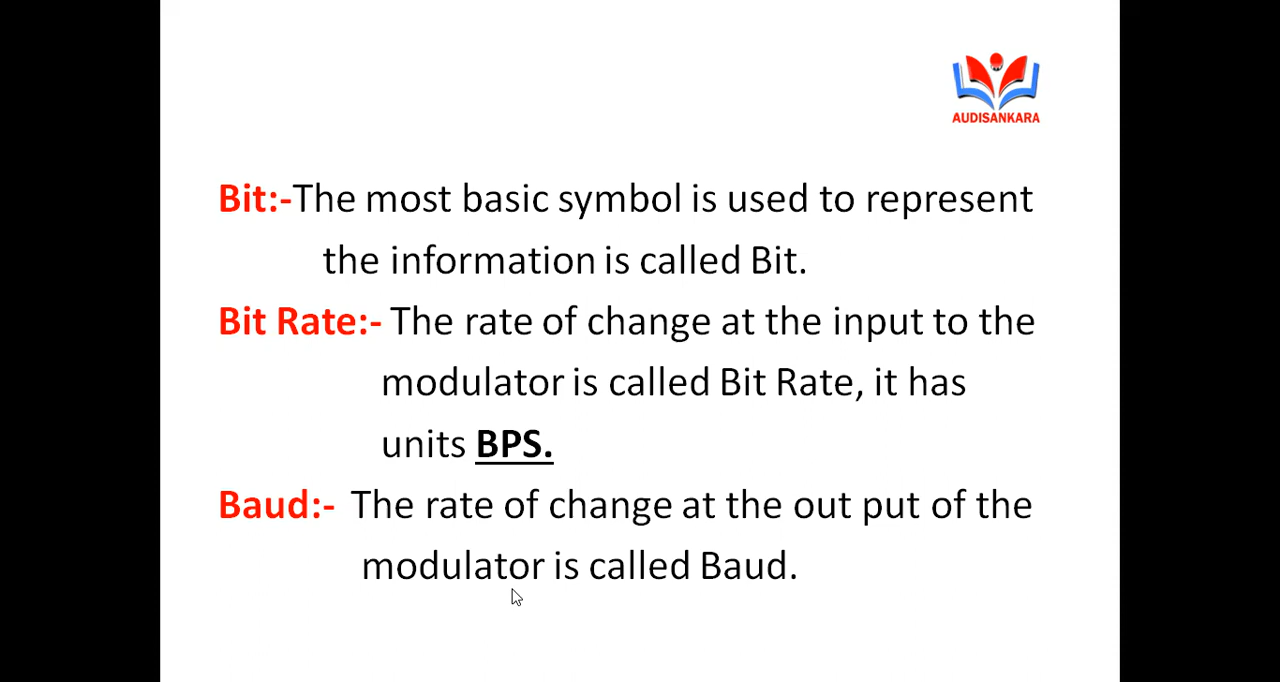 AUDISANKARA
Bit:-The most basic symbol is used to represent
the information is called Bit.
Bit Rate:- The rate of change at the input to the
modulator is called Bit Rate, it has
units BPS.
Baud:- The rate of change at the out put of the
modulator is called Baud.